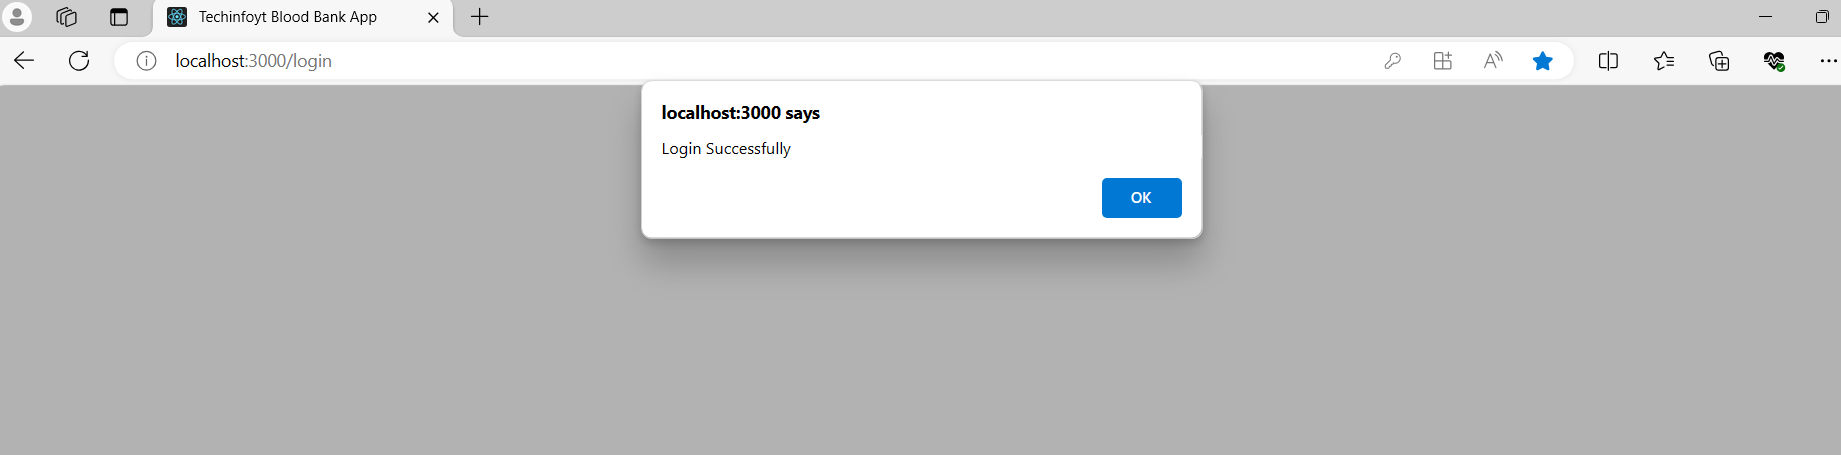 Techinfoyt Blood Bank App
localhost:3000/login
localhost:3000 says
Login Successfully
OK